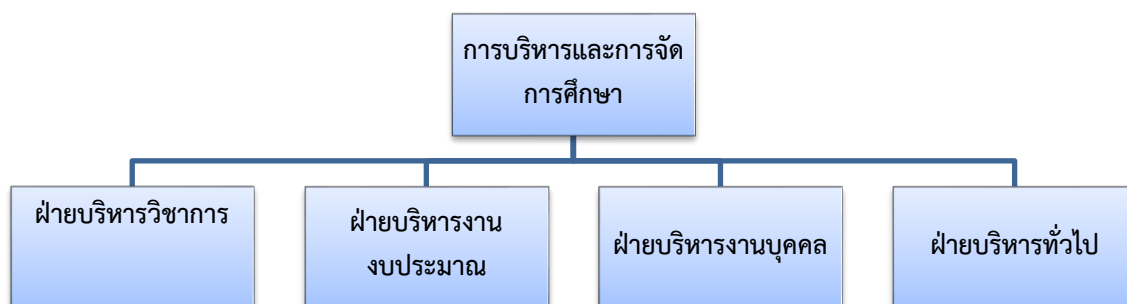 การบริหารและการจัด
การศึกษา
ฝ่ายบริหารวิชาการ
ฝ่ายบริหารงาน
งบประมาณ
ฝ่ายบริหารงานบุคคล
ฝ่ายบริหารทั่วไป